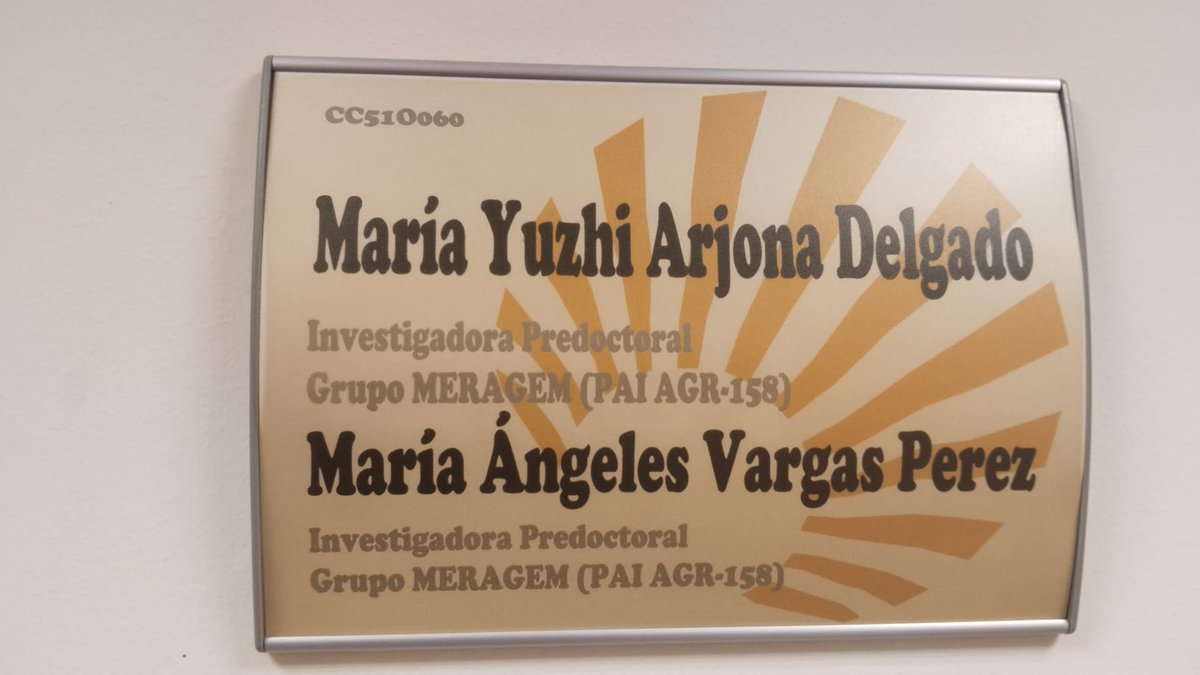 CC51O060
María Yuzhi Arjona Delgado
Investigadora Predoctoral
Grupo MERAGEM (PAI AGR-158)
María Ángeles Vargas Perez
Investigadora Predoctoral
Grupo MERAGEM (PAI AGR-158)